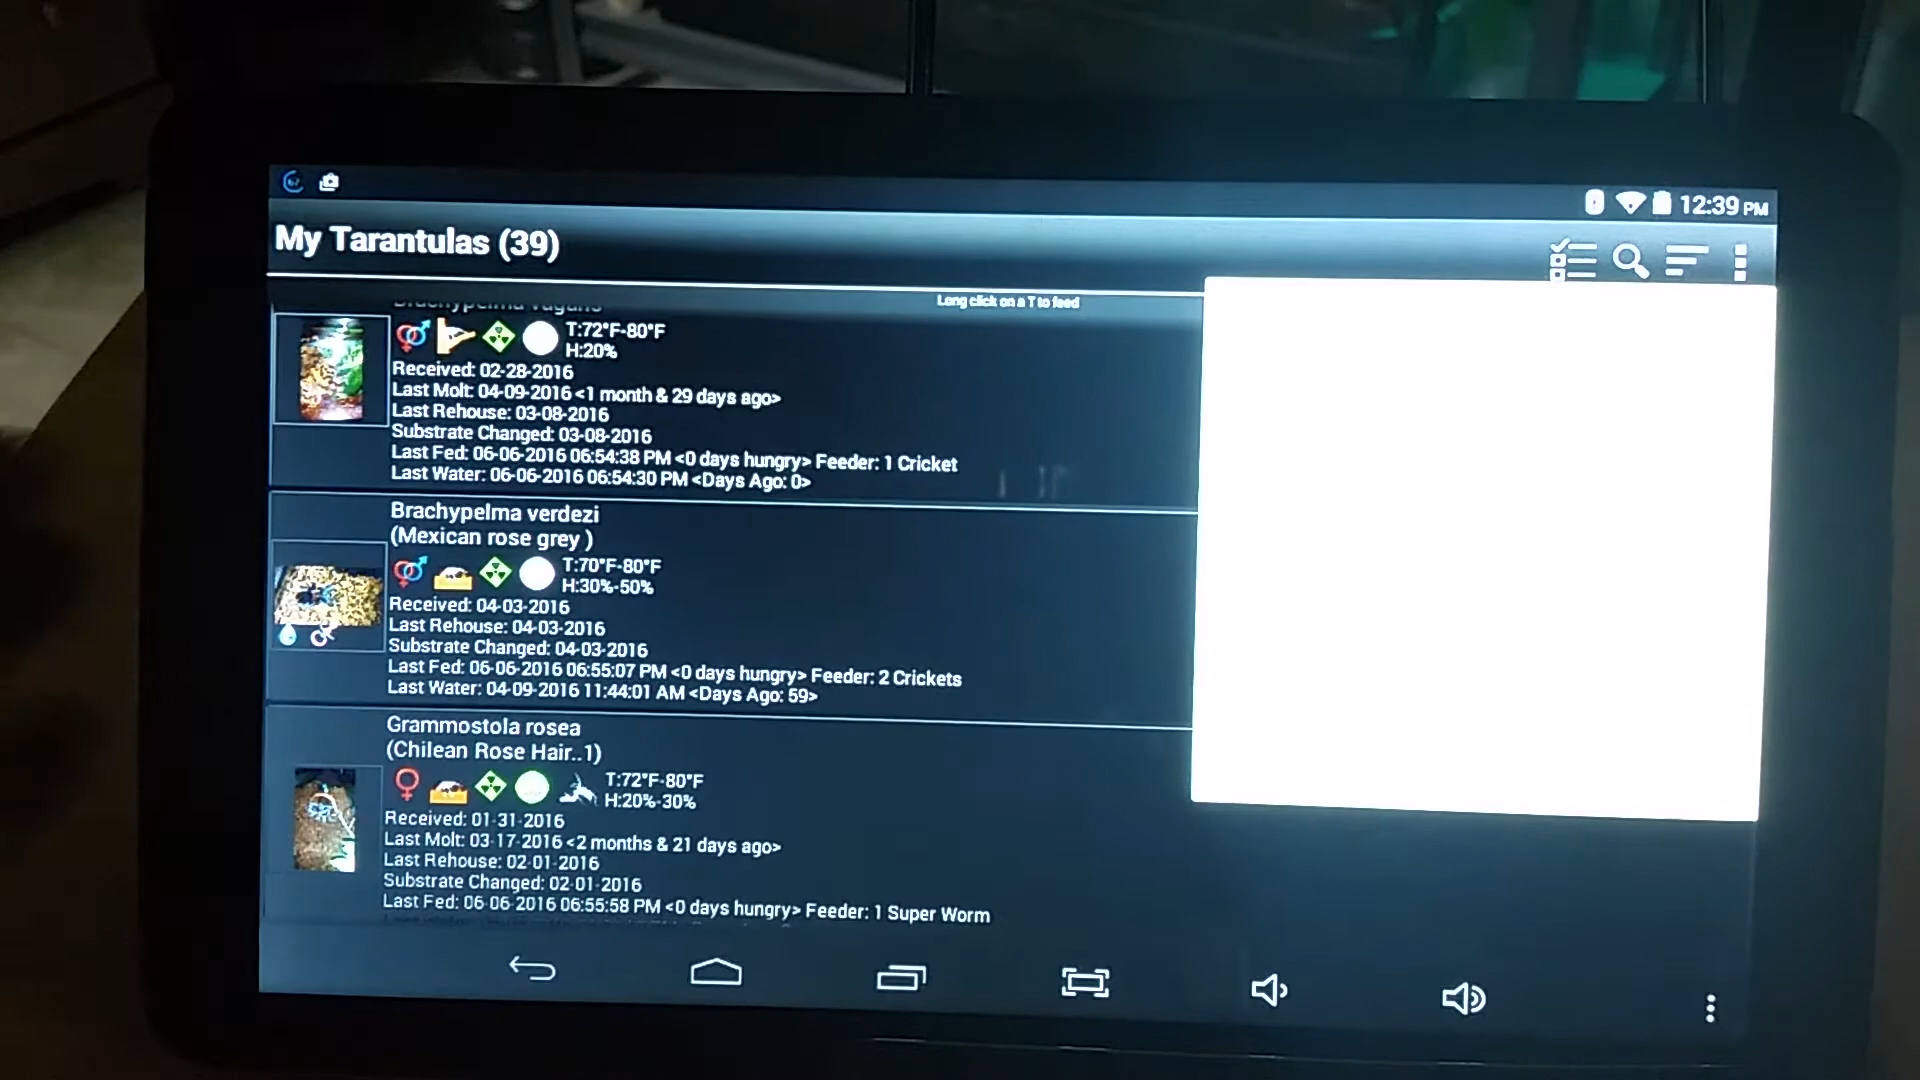 12:39 PM
My Tarantulas (39)
Long click on a T to feed
Brachypelma vagans
T:72°F-80°F
H:20%
Received: 02-28-2016
Last Molt: 04-09-2016 <1 month & 29 days ago>
Last Rehouse: 03-08-2016
Substrate Changed: 03-08-2016
Last Fed: 06-06-2016 06:54:38 PM <0 days hungry> Feeder: 1 Cricket
Last Water: 06-06-2016 06:54:30 PM <Days Ago: 0>
Brachypelma verdezi
(Mexican rose grey )
T:70°F-80°F
H:30%-50%
Received: 04-03-2016
Last Rehouse: 04-03-2016
Substrate Changed: 04-03-2016
Last Fed: 06-06-2016 06:55:07 PM <0 days hungry> Feeder: 2 Crickets
Last Water: 04-09-2016 11:44:01 AM <Days Ago: 59>
Grammostola rosea
(Chilean Rose Hair..1)
T:72°F-80°F
H:20%-30%
Received: 01-31-2016
Last Molt: 03-17-2016 <2 months & 21 days ago>
Last Rehouse: 02-01-2016
Substrate Changed: 02-01-2016
Last Fed: 06-06-2016 06:55:58 PM <0 days hungry> Feeder: 1 Super Worm